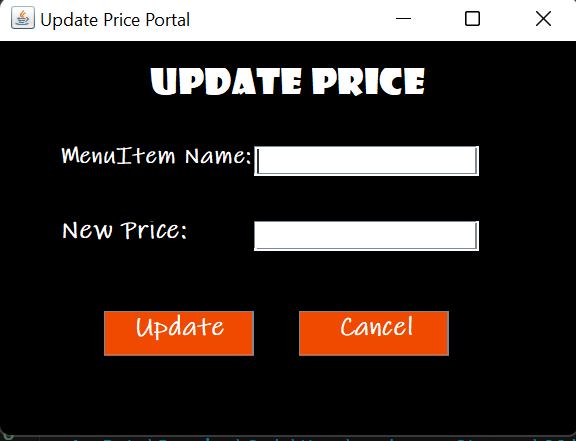 Update Price Portal
UPDATE PRICE
MenuItem Name:
New Price:
Update Cancel